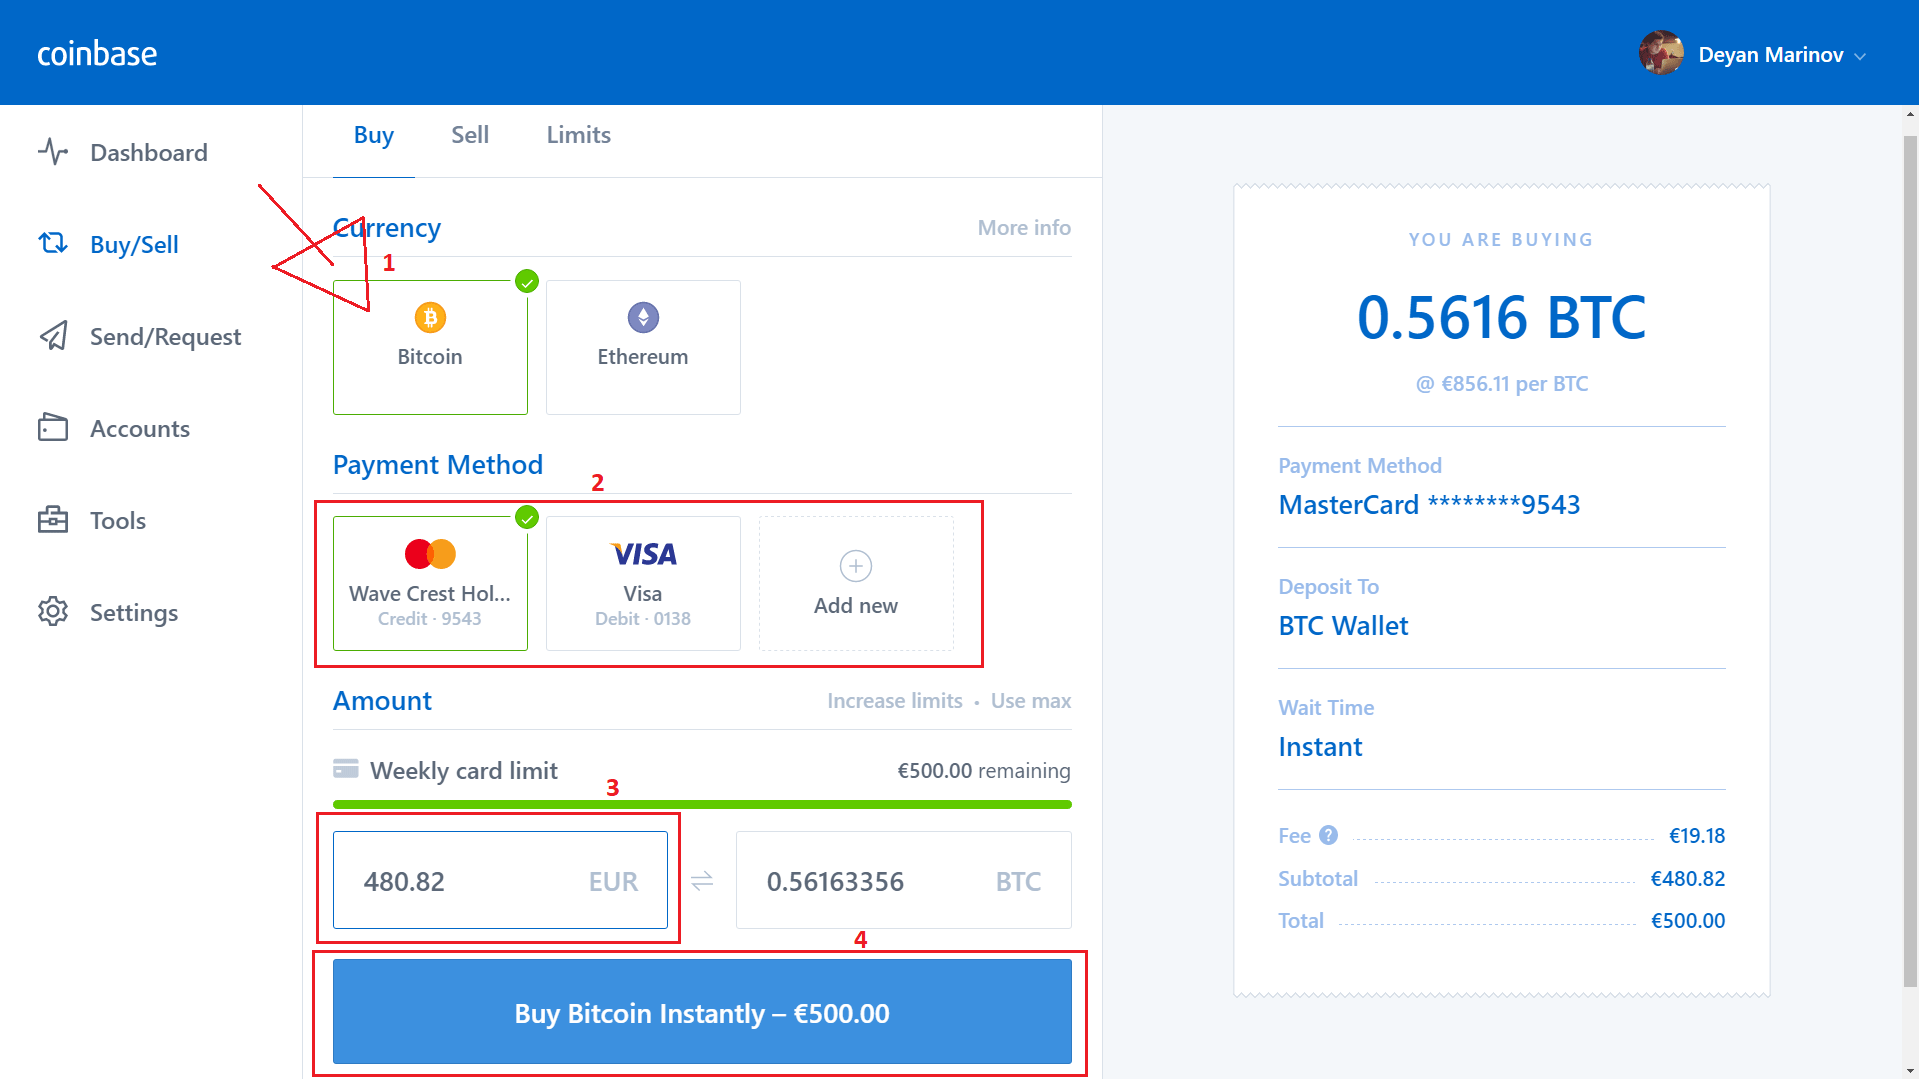 coinbase
Deyan Marinov
Dashboard
Buy/Sell
Send/Request
Accounts
Tools
Settings
Buy Sell Limits
Currency More info
1
Bitcoin
Ethereum
Payment Method
2
Wave Crest Hol...
Credit · 9543
VISA
Visa
Debit · 0138
Add new
Amount Increase limits • Use max
Weekly card limit €500.00 remaining
3
480.82 EUR
0.56163356 BTC
4
Buy Bitcoin Instantly – €500.00
YOU ARE BUYING
0.5616 BTC
@ €856.11 per BTC
Payment Method
MasterCard ********9543
Deposit To
BTC Wallet
Wait Time
Instant
Fee ? €19.18
Subtotal €480.82
Total €500.00